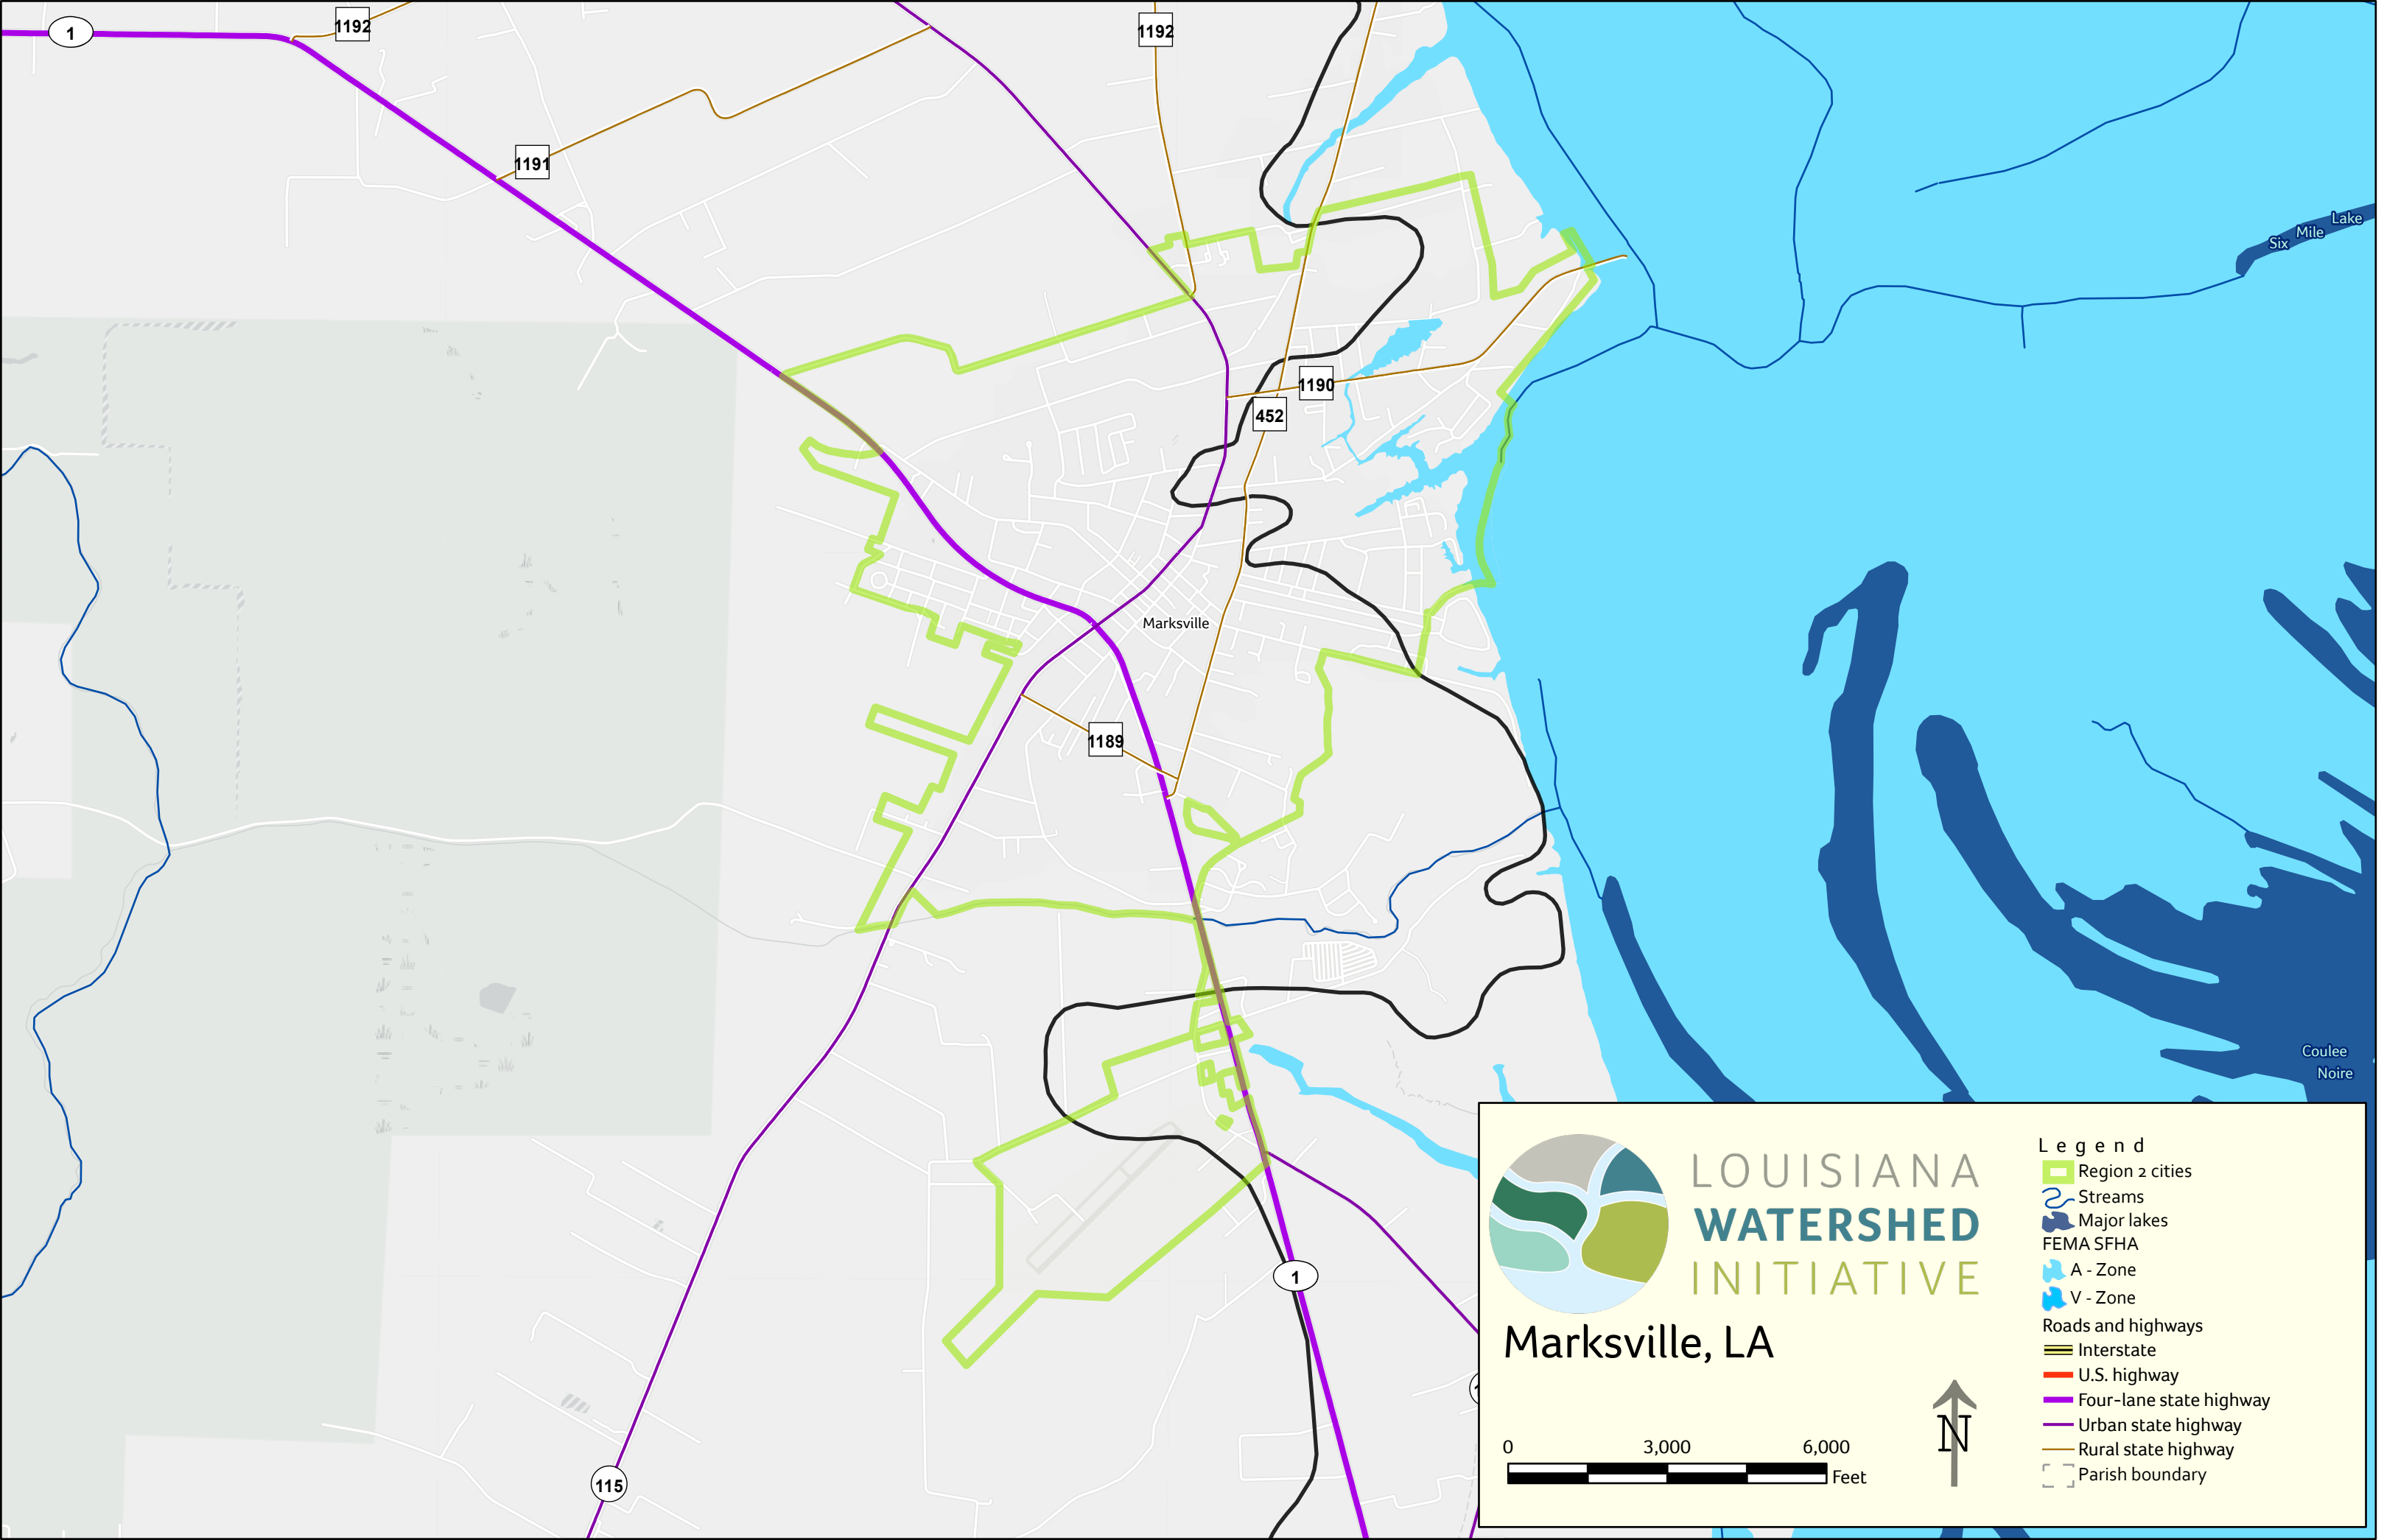 1
1192
1192
1191
Lake
Mile
Six
1190
452
Marksville
1189
Coulee
Noire
1
115
LOUISIANA
WATERSHED
INITIATIVE
Marksville, LA
0 3,000 6,000
Feet
N
Legend
Region 2 cities
Streams
Major lakes
FEMA SFHA
A - Zone
V - Zone
Roads and highways
Interstate
U.S. highway
Four-lane state highway
Urban state highway
Rural state highway
Parish boundary